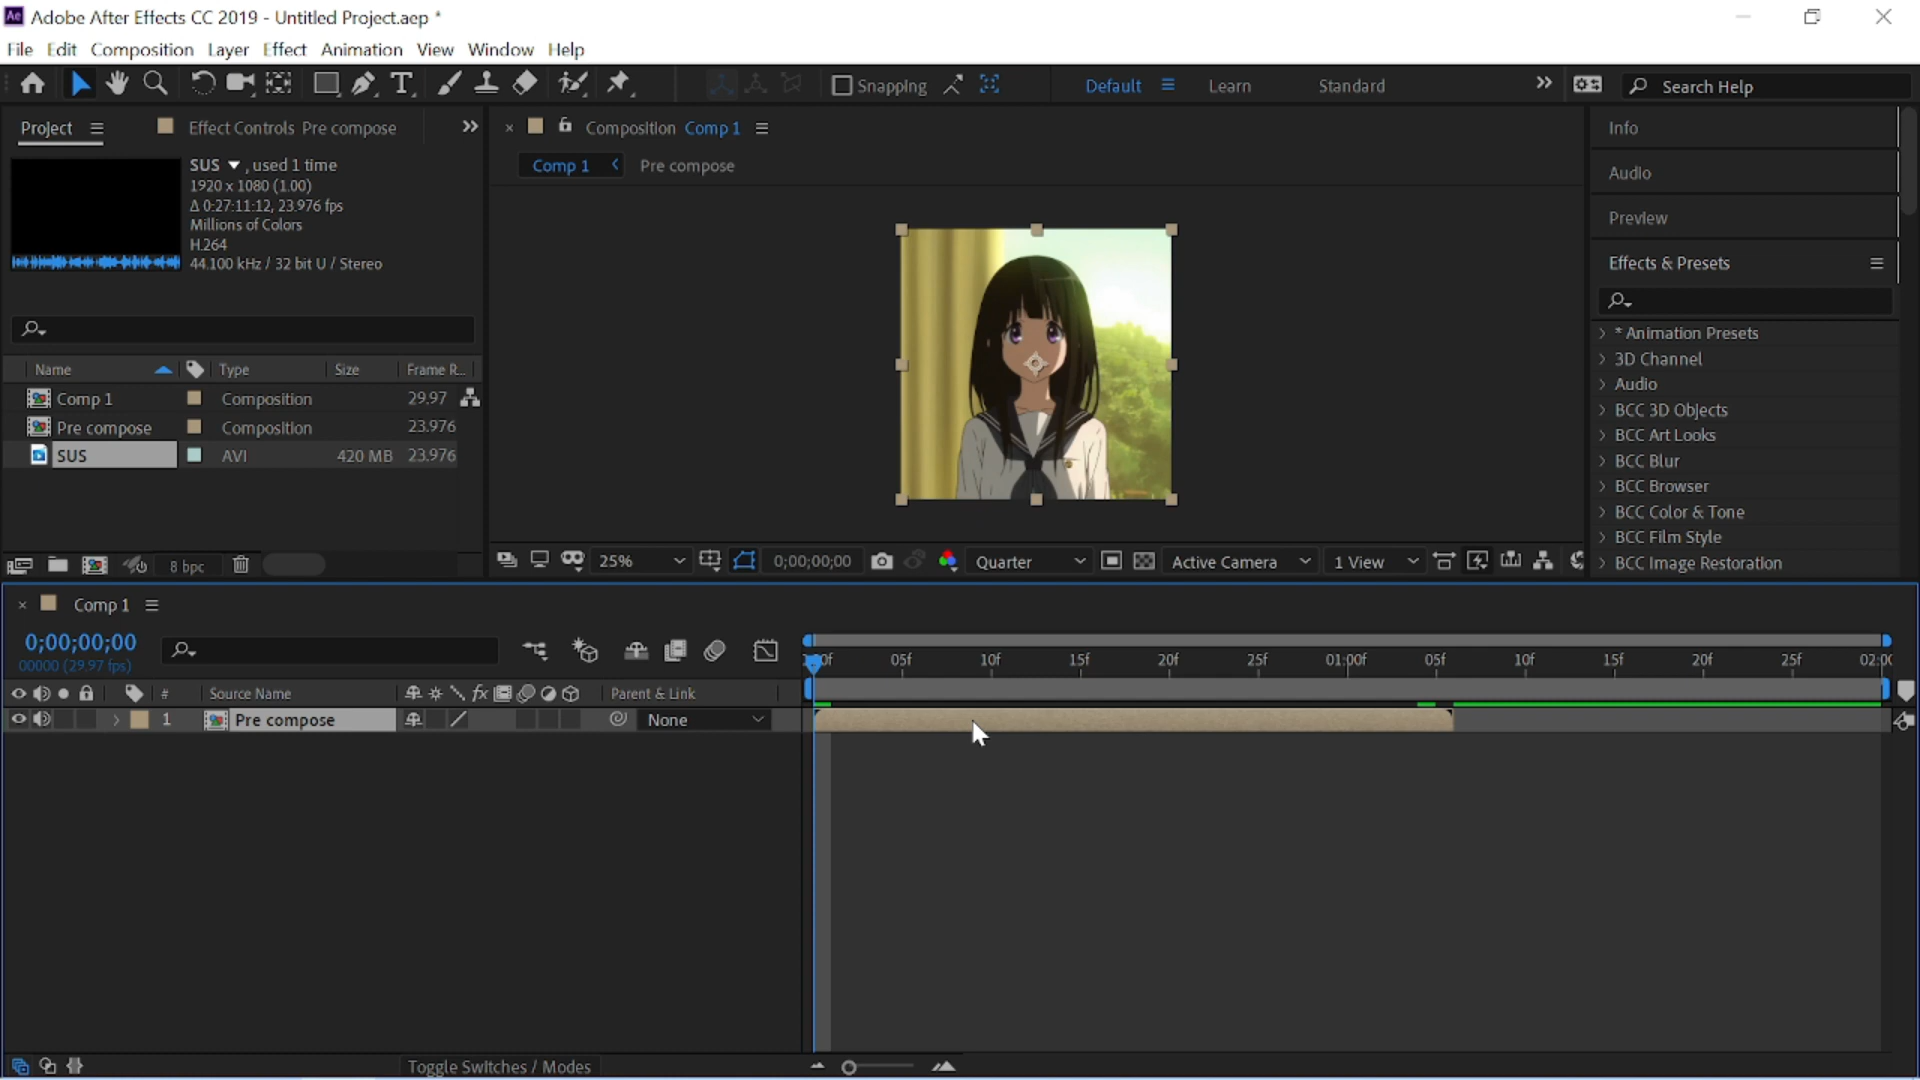 Ae Adobe After Effects CC 2019 - Untitled Project.aep *
File Edit Composition Layer Effect Animation View Window Help
Snapping Default Learn Standard Search Help
Project Effect Controls Pre compose
SUS , used 1 time
1920 x 1080 (1.00)
Δ 0:27:11:12, 23.976 fps
Millions of Colors
H.264
44.100 kHz / 32 bit U / Stereo
Name Type Size Frame R...
Comp 1 Composition 29.97
Pre compose Composition 23.976
SUS AVI 420 MB 23.976
8 bpc
Composition Comp 1
Comp 1 Pre compose
25% 0;00;00;00 Quarter Active Camera 1 View
Info
Audio
Preview
Effects & Presets
* Animation Presets
3D Channel
Audio
BCC 3D Objects
BCC Art Looks
BCC Blur
BCC Browser
BCC Color & Tone
BCC Film Style
BCC Image Restoration
Comp 1
0;00;00;00
00000 (29.97 fps)
05f 10f 15f 20f 25f 01:00f 05f 10f 15f 20f 25f
# Source Name fx Parent & Link
1 Pre compose None
Toggle Switches / Modes